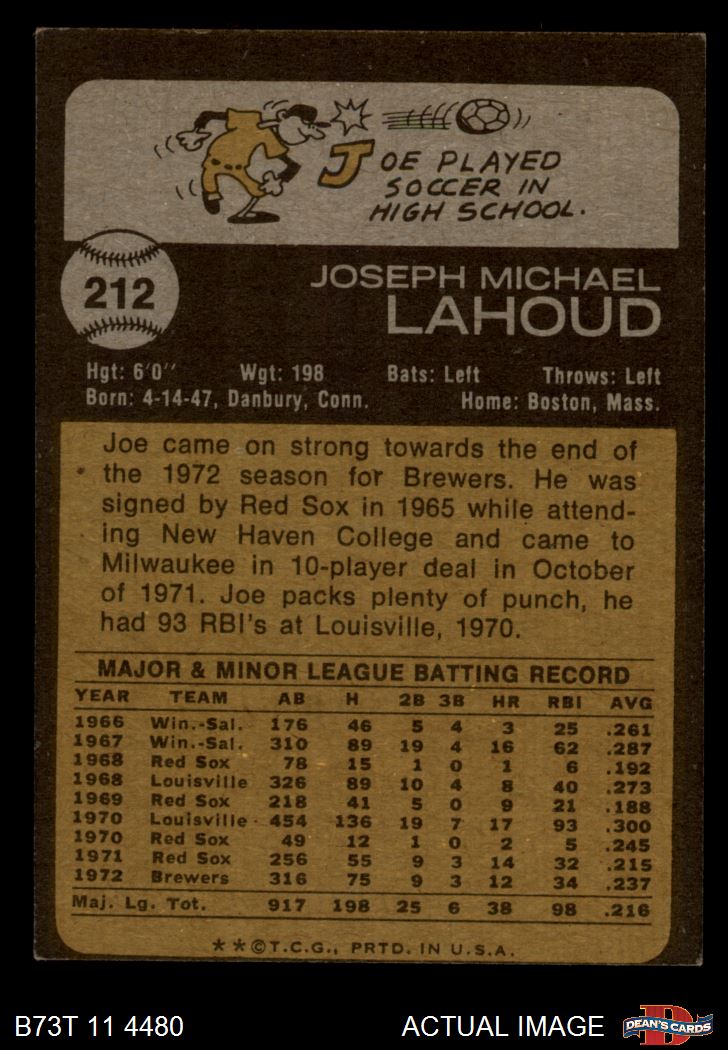 JOE PLAYED
SOCCER IN
HIGH SCHOOL.
212
JOSEPH MICHAEL
LAHOUD
Hgt: 6'0" Wgt: 198 Bats: Left Throws: Left
Born: 4-14-47, Danbury, Conn. Home: Boston, Mass.
Joe came on strong towards the end of
the 1972 season for Brewers. He was
signed by Red Sox in 1965 while attend-
ing New Haven College and came to
Milwaukee in 10-player deal in October
of 1971. Joe packs plenty of punch, he
had 93 RBI's at Louisville, 1970.
MAJOR & MINOR LEAGUE BATTING RECORD
YEAR TEAM AB H 2B 3B HR RBI AVG
1966 Win.-Sal. 176 46 5 4 3 25 .261
1967 Win.-Sal. 310 89 19 4 16 62 .287
1968 Red Sox 78 15 1 0 1 6 .192
1968 Louisville 326 89 10 4 8 40 .273
1969 Red Sox 218 41 5 0 9 21 .188
1970 Louisville 454 136 19 7 17 93 .300
1970 Red Sox 49 12 1 0 2 5 .245
1971 Red Sox 256 55 9 3 14 32 .215
1972 Brewers 316 75 9 3 12 34 .237
Maj. Lg. Tot. 917 198 25 6 38 98 .216
**©T.C.G., PRTD. IN U.S.A.
B73T 11 4480 ACTUAL IMAGE D DEAN'S CARDS